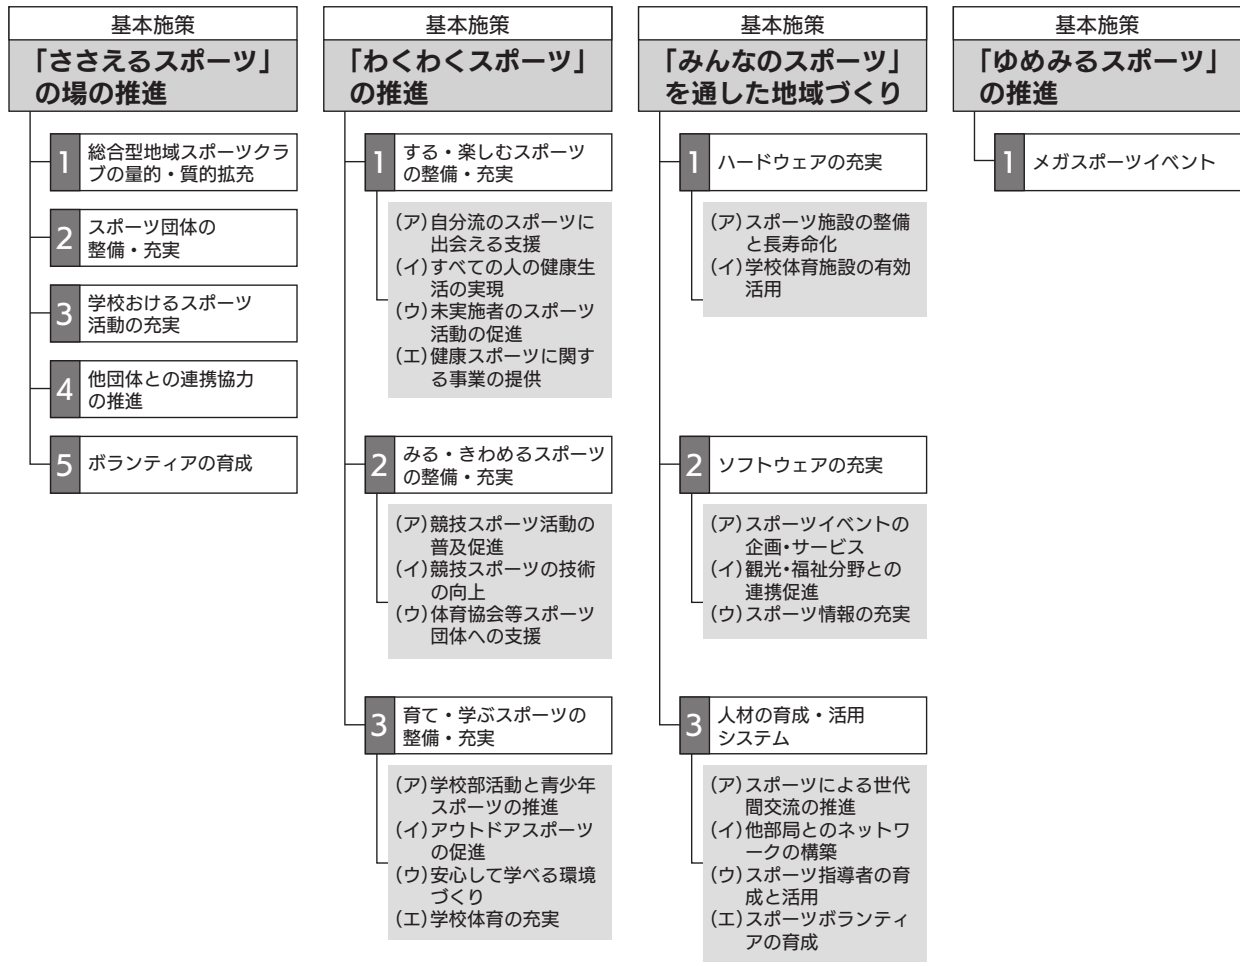 基本施策
「ささえるスポーツ」
の場の推進
1
総合型地域スポーツクラ
ブの量的・質的拡充
2
スポーツ団体の
整備・充実
3
学校おけるスポーツ
活動の充実
4
他団体との連携協力
の推進
5
ボランティアの育成
基本施策
「わくわくスポーツ」
の推進
1
する・楽しむスポーツ
の整備・充実
(ア)自分流のスポーツに
出会える支援
(イ)すべての人の健康生
活の実現
(ウ)未実施者のスポーツ
活動の促進
(エ)健康スポーツに関す
る事業の提供
2
みる・きわめるスポーツ
の整備・充実
(ア)競技スポーツ活動の
普及促進
(イ)競技スポーツの技術
の向上
(ウ)体育協会等スポーツ
団体への支援
3
育て・学ぶスポーツの
整備・充実
(ア)学校部活動と青少年
スポーツの推進
(イ)アウトドアスポーツ
の促進
(ウ)安心して学べる環境
づくり
(エ)学校体育の充実
基本施策
「みんなのスポーツ」
を通した地域づくり
1
ハードウェアの充実
(ア)スポーツ施設の整備
と長寿命化
(イ)学校体育施設の有効
活用
2
ソフトウェアの充実
(ア)スポーツイベントの
企画・サービス
(イ)観光・福祉分野との
連携促進
(ウ)スポーツ情報の充実
3
人材の育成・活用
システム
(ア)スポーツによる世代
間交流の推進
(イ)他部局とのネットワ
ークの構築
(ウ)スポーツ指導者の育
成と活用
(エ)スポーツボランティ
アの育成
基本施策
「ゆめみるスポーツ」
の推進
1
メガスポーツイベント